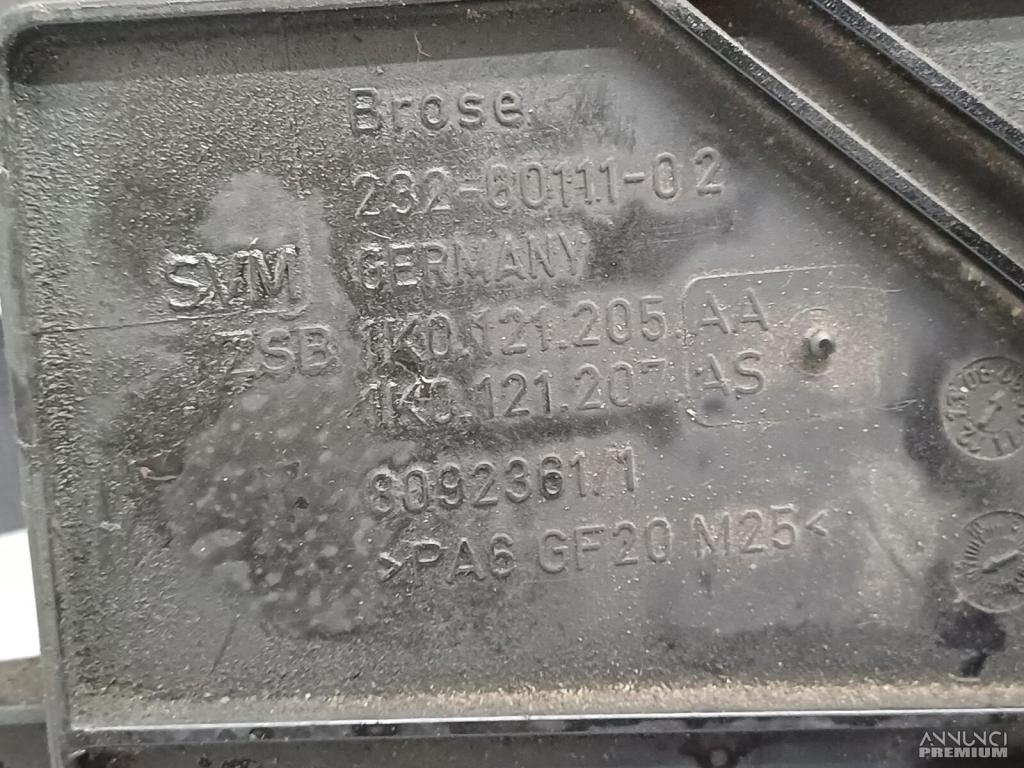 Brose
232-60111-02
SVM GERMANY
ZSB 1K0.121.205 AA
1K0.121.207 AS
8092361/1
>PA6 GF20 M25<
ANNUNCI
PREMIUM